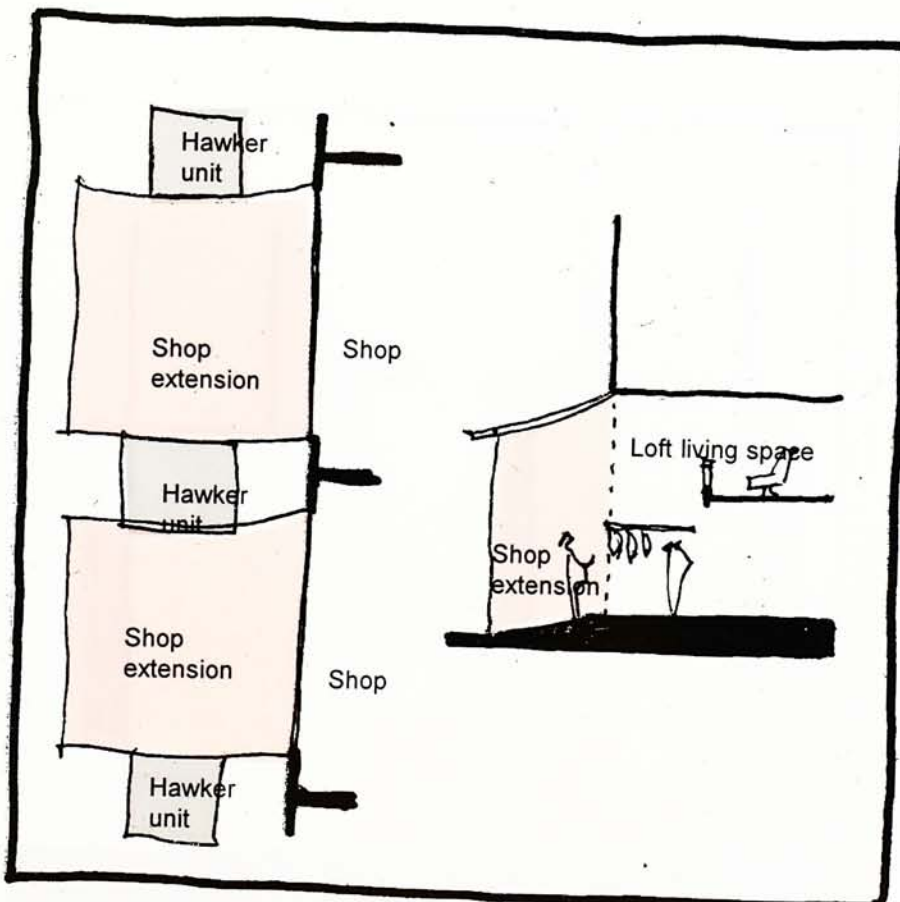 Hawker
unit
Shop
extension
Shop
Hawker
unit
Shop
extension
Shop
Hawker
unit
Loft living space
Shop
extension